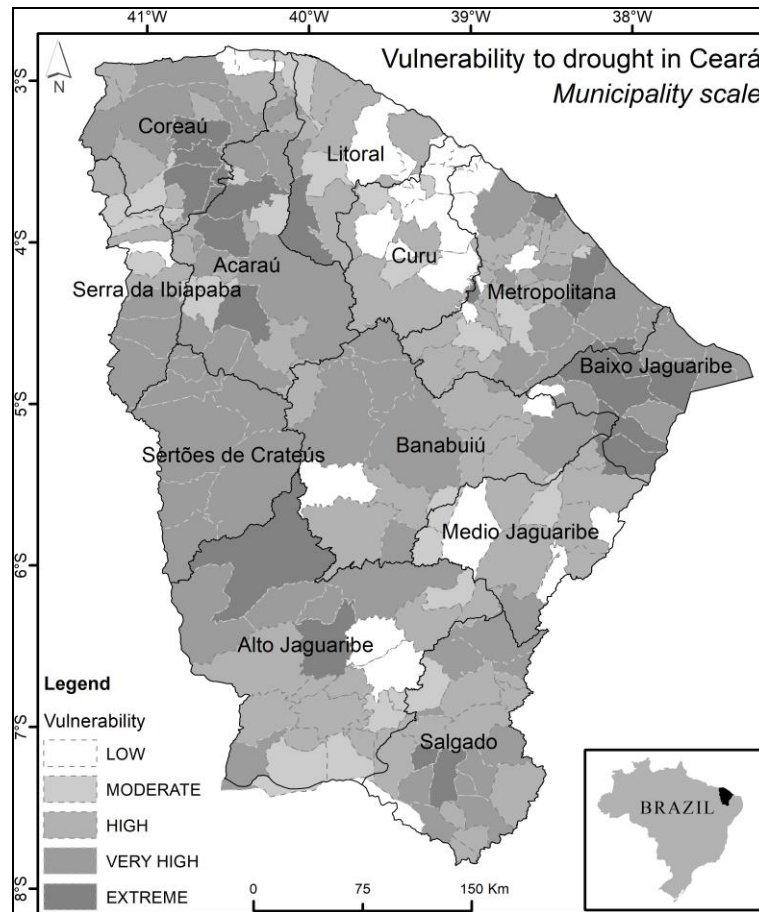 41°W 40°W 39°W 38°W
Vulnerability to drought in Ceará
Municipality scale
N
3°S
4°S
5°S
6°S
7°S
8°S
Coreaú
Litoral
Curu
Acaraú
Serra da Ibiapaba
Metropolitana
Baixo Jaguaribe
Banabuiú
Sertões de Crateús
Medio Jaguaribe
Alto Jaguaribe
Salgado
Legend
Vulnerability
LOW
MODERATE
HIGH
VERY HIGH
EXTREME
0 75 150 Km
BRAZIL